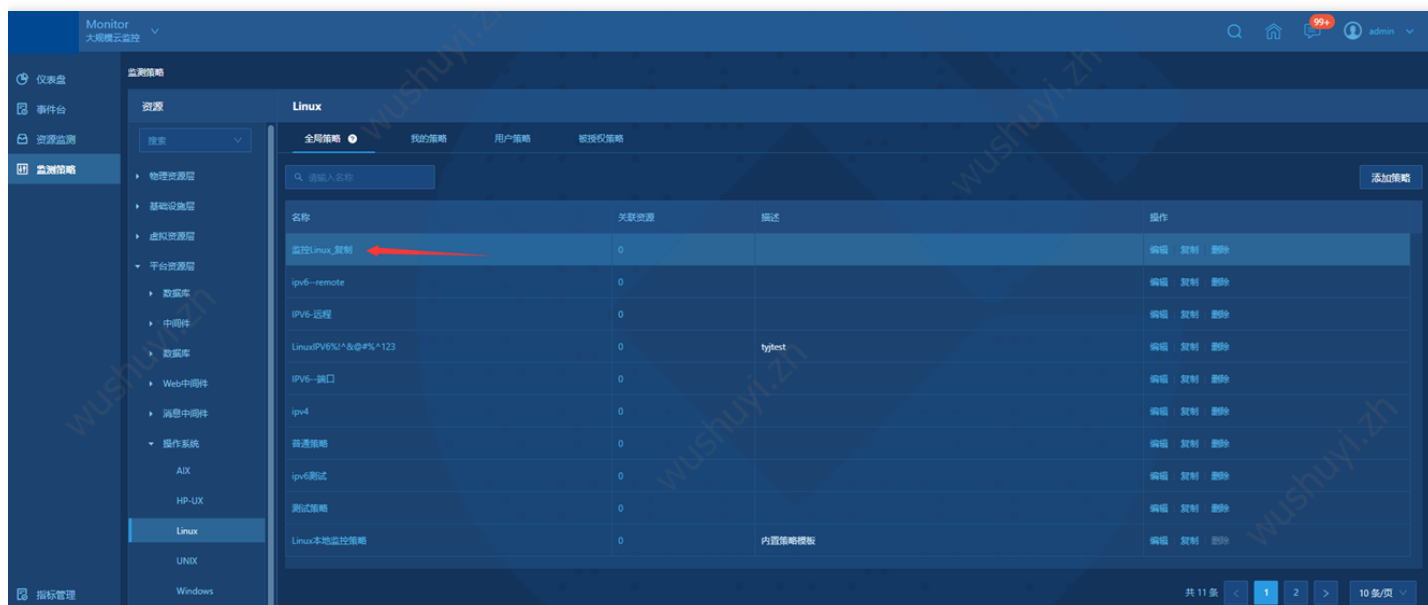 Monitor
大规模云监控
99+
admin
仪表盘
事件台
资源监测
监测策略
指标管理
监测策略
资源
搜索
物理资源层
基础设施层
虚拟资源层
平台资源层
数据库
中间件
数据库
Web中间件
消息中间件
操作系统
AIX
HP-UX
Linux
UNIX
Windows
Linux
全局策略 ? 我的策略 用户策略 被授权策略
请输入名称 添加策略
名称 关联资源 描述 操作
监控Linux_复制 0 编辑 复制 删除
ipv6--remote 0 编辑 复制 删除
IPV6-远程 0 编辑 复制 删除
LinuxIPV6%!^&@#%^123 0 tyjtest 编辑 复制 删除
IPV6--端口 0 编辑 复制 删除
ipv4 0 编辑 复制 删除
普通策略 0 编辑 复制 删除
ipv6测试 0 编辑 复制 删除
测试策略 0 编辑 复制 删除
Linux本地监控策略 0 内置策略模板 编辑 复制 删除
共 11 条 < 1 2 > 10 条/页
wushuyi.zh
wushuyi.zh
wushuyi.zh
wushuyi.zh
wushuyi.zh
wushuyi.zh